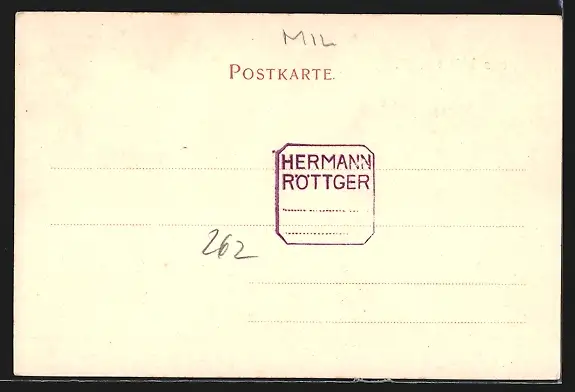 MIL
POSTKARTE.
HERMANN
RÖTTGER
262